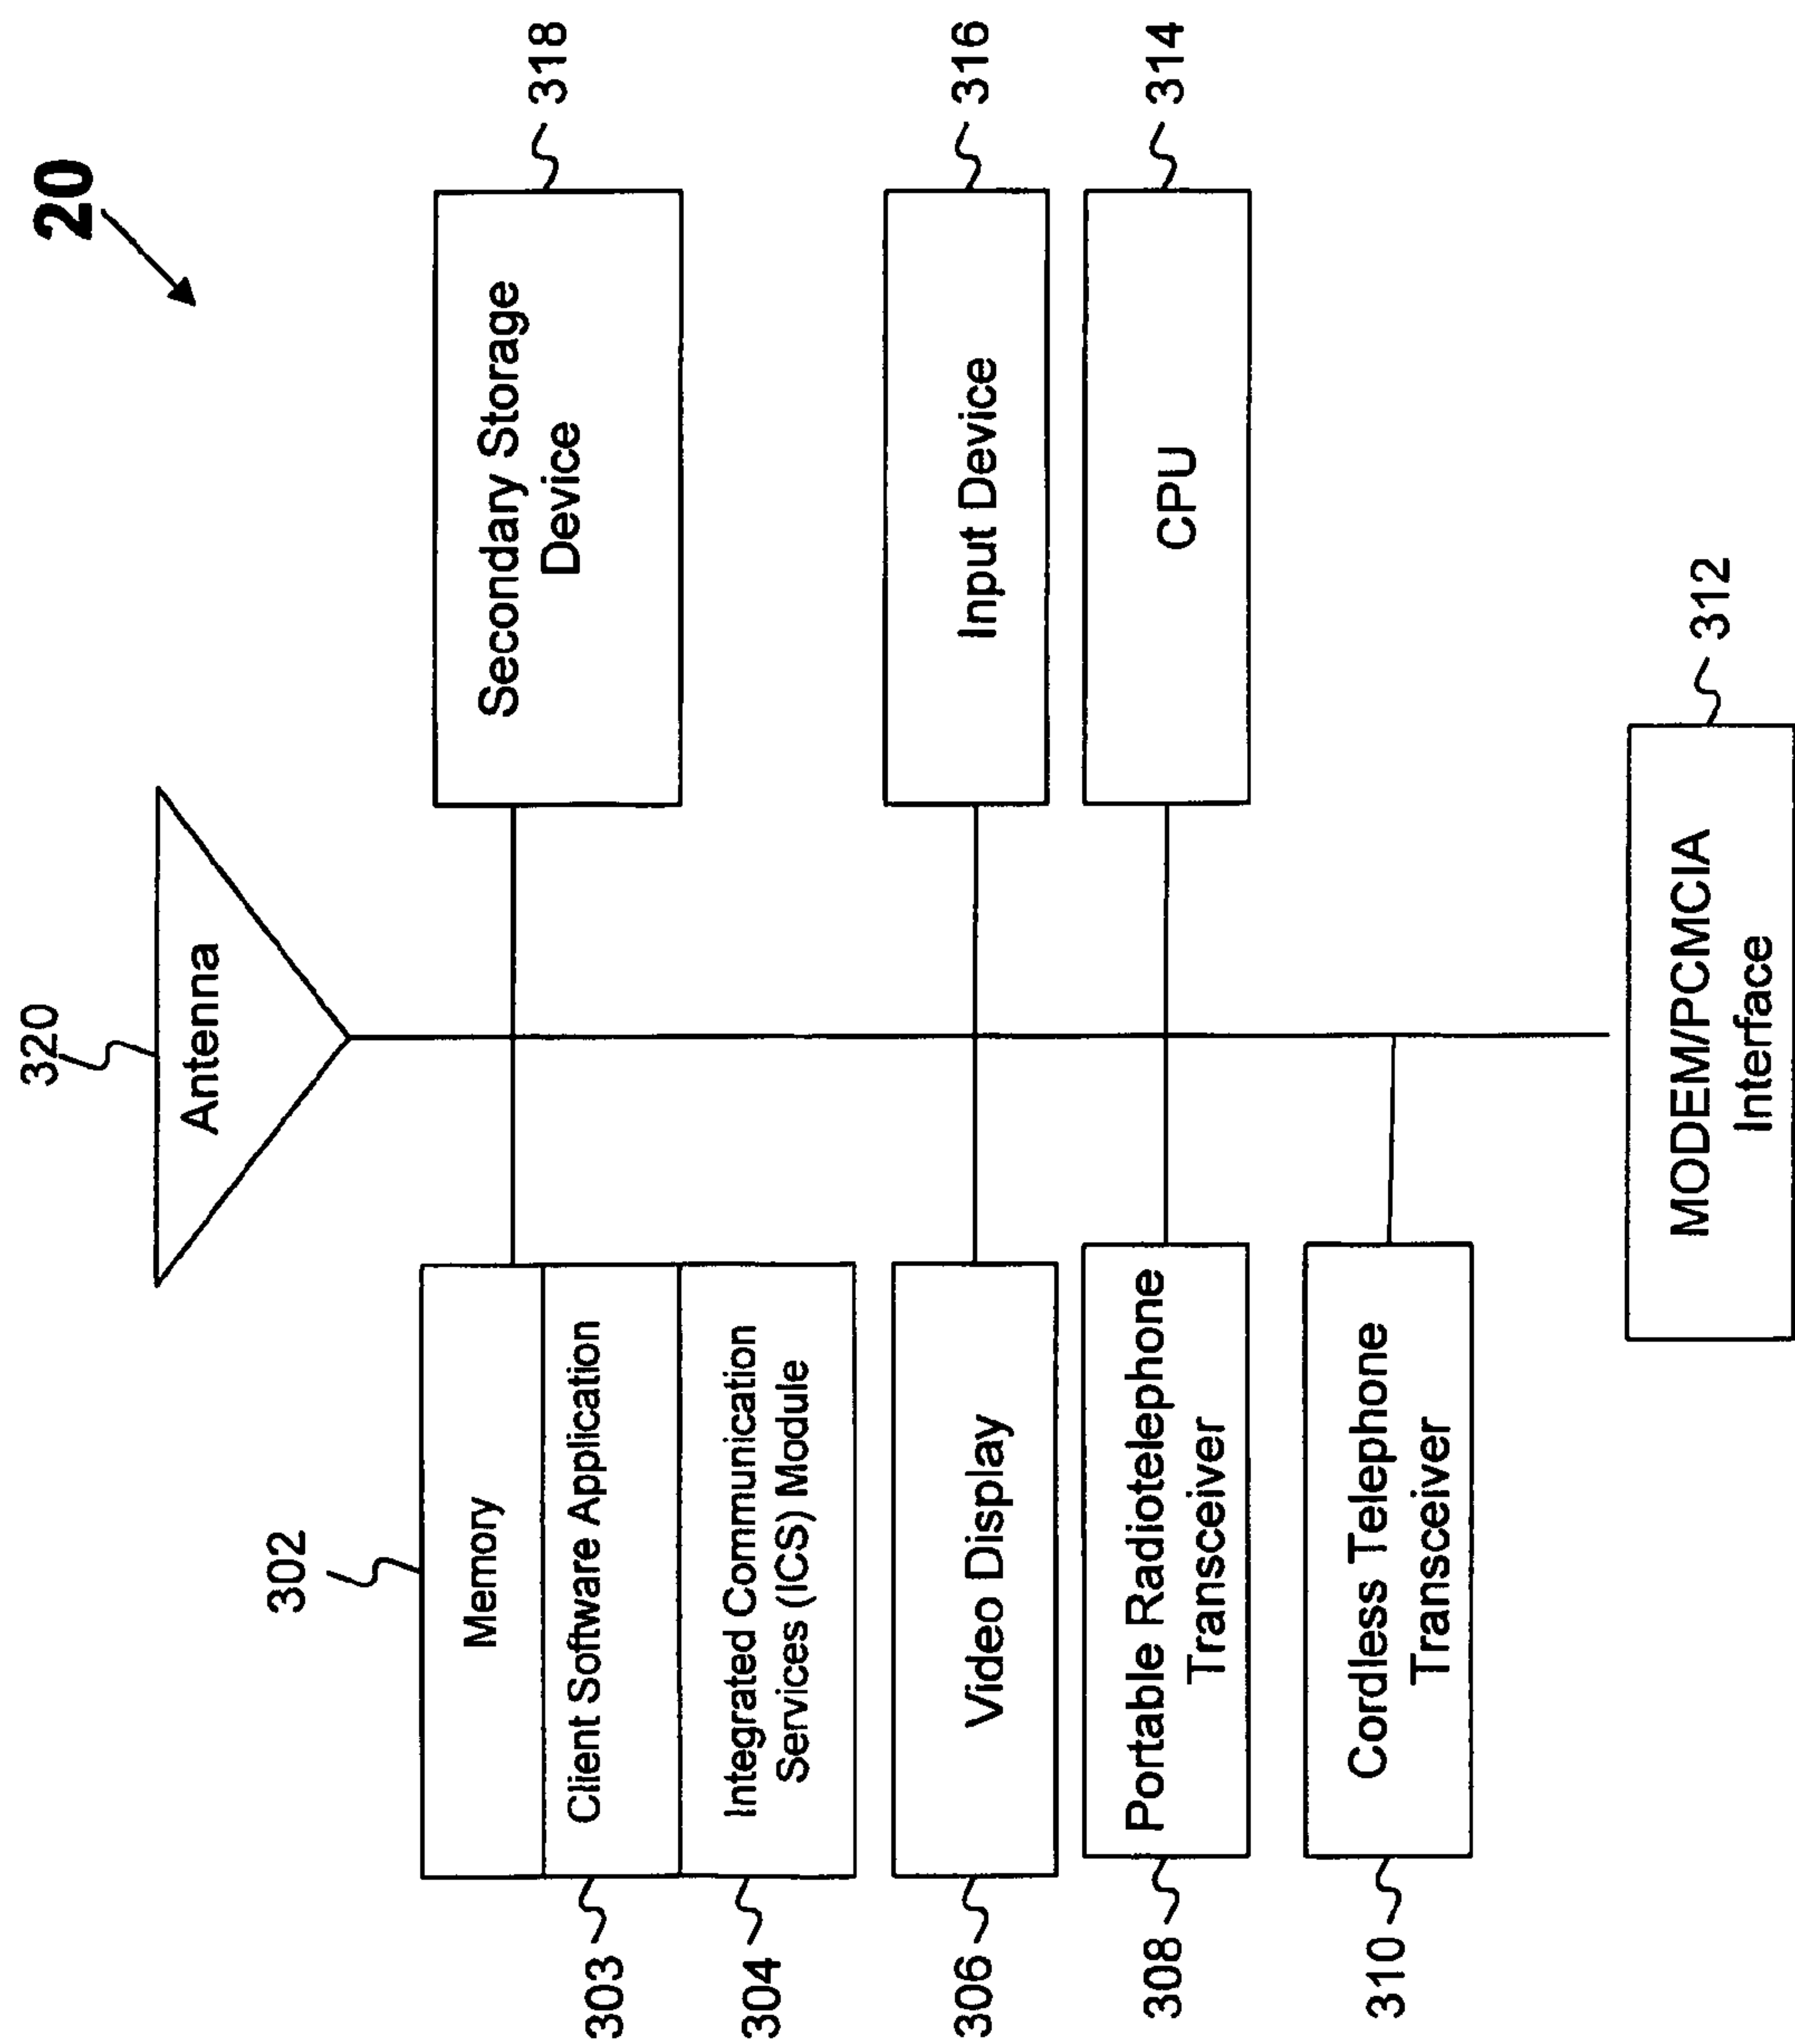 20
320
Antenna
302
Memory
303
Client Software Application
304
Integrated Communication
Services (ICS) Module
306
Video Display
308
Portable Radiotelephone
Transceiver
310
Cordless Telephone
Transceiver
318
Secondary Storage
Device
316
Input Device
314
CPU
312
MODEM/PCMCIA
Interface